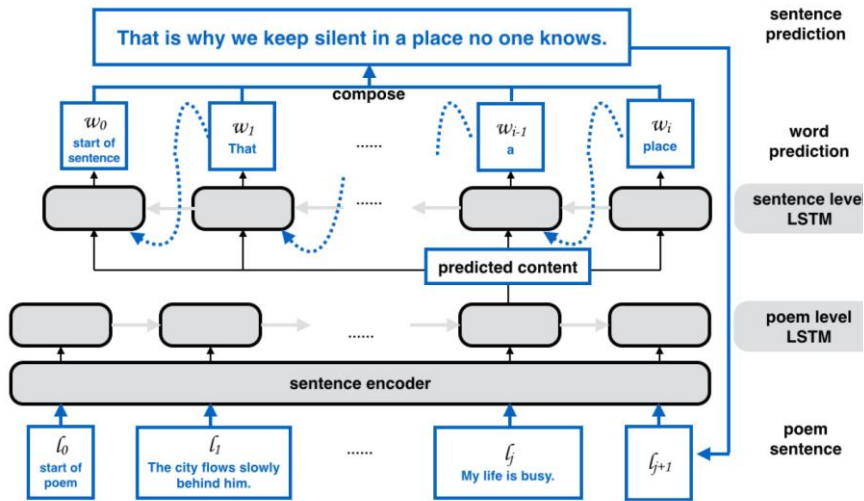 sentence
prediction
That is why we keep silent in a place no one knows.
compose
w0
start of
sentence
w1
That
......
wi-1
a
wi
place
word
prediction
......
sentence level
LSTM
predicted content
......
poem level
LSTM
sentence encoder
l0
start of
poem
l1
The city flows slowly
behind him.
......
lj
My life is busy.
lj+1
poem
sentence